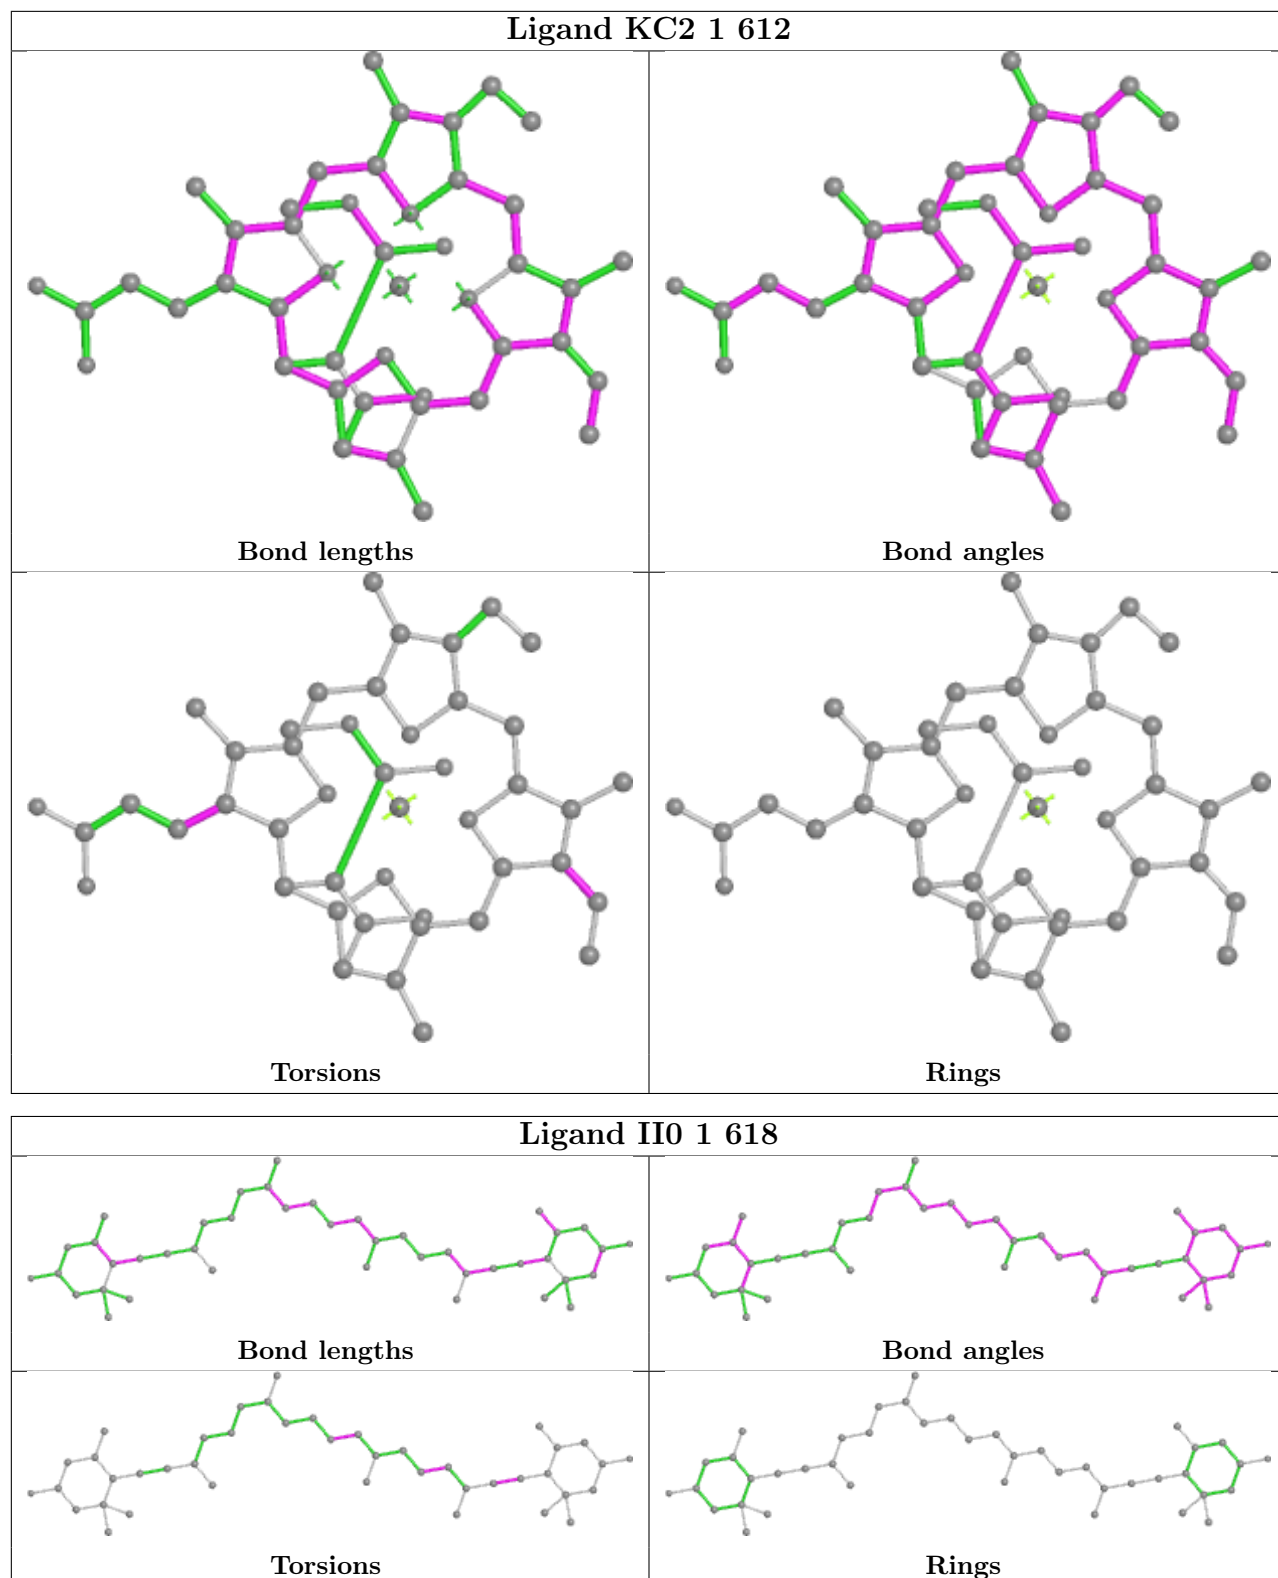 Ligand KC2 1 612
Bond lengths
Bond angles
Torsions
Rings
Ligand II0 1 618
Bond lengths
Bond angles
Torsions
Rings